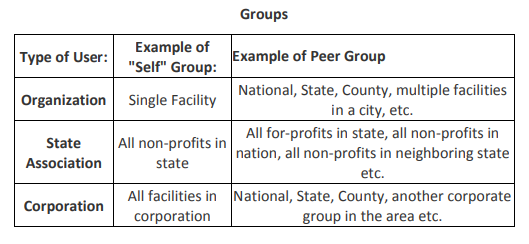 Groups
Type of User:
Example of
"Self" Group:
Example of Peer Group
Organization
Single Facility
National, State, County, multiple facilities
in a city, etc.
State
Association
All non-profits in
state
All for-profits in state, all non-profits in
nation, all non-profits in neighboring state
etc.
Corporation
All facilities in
corporation
National, State, County, another corporate
group in the area etc.